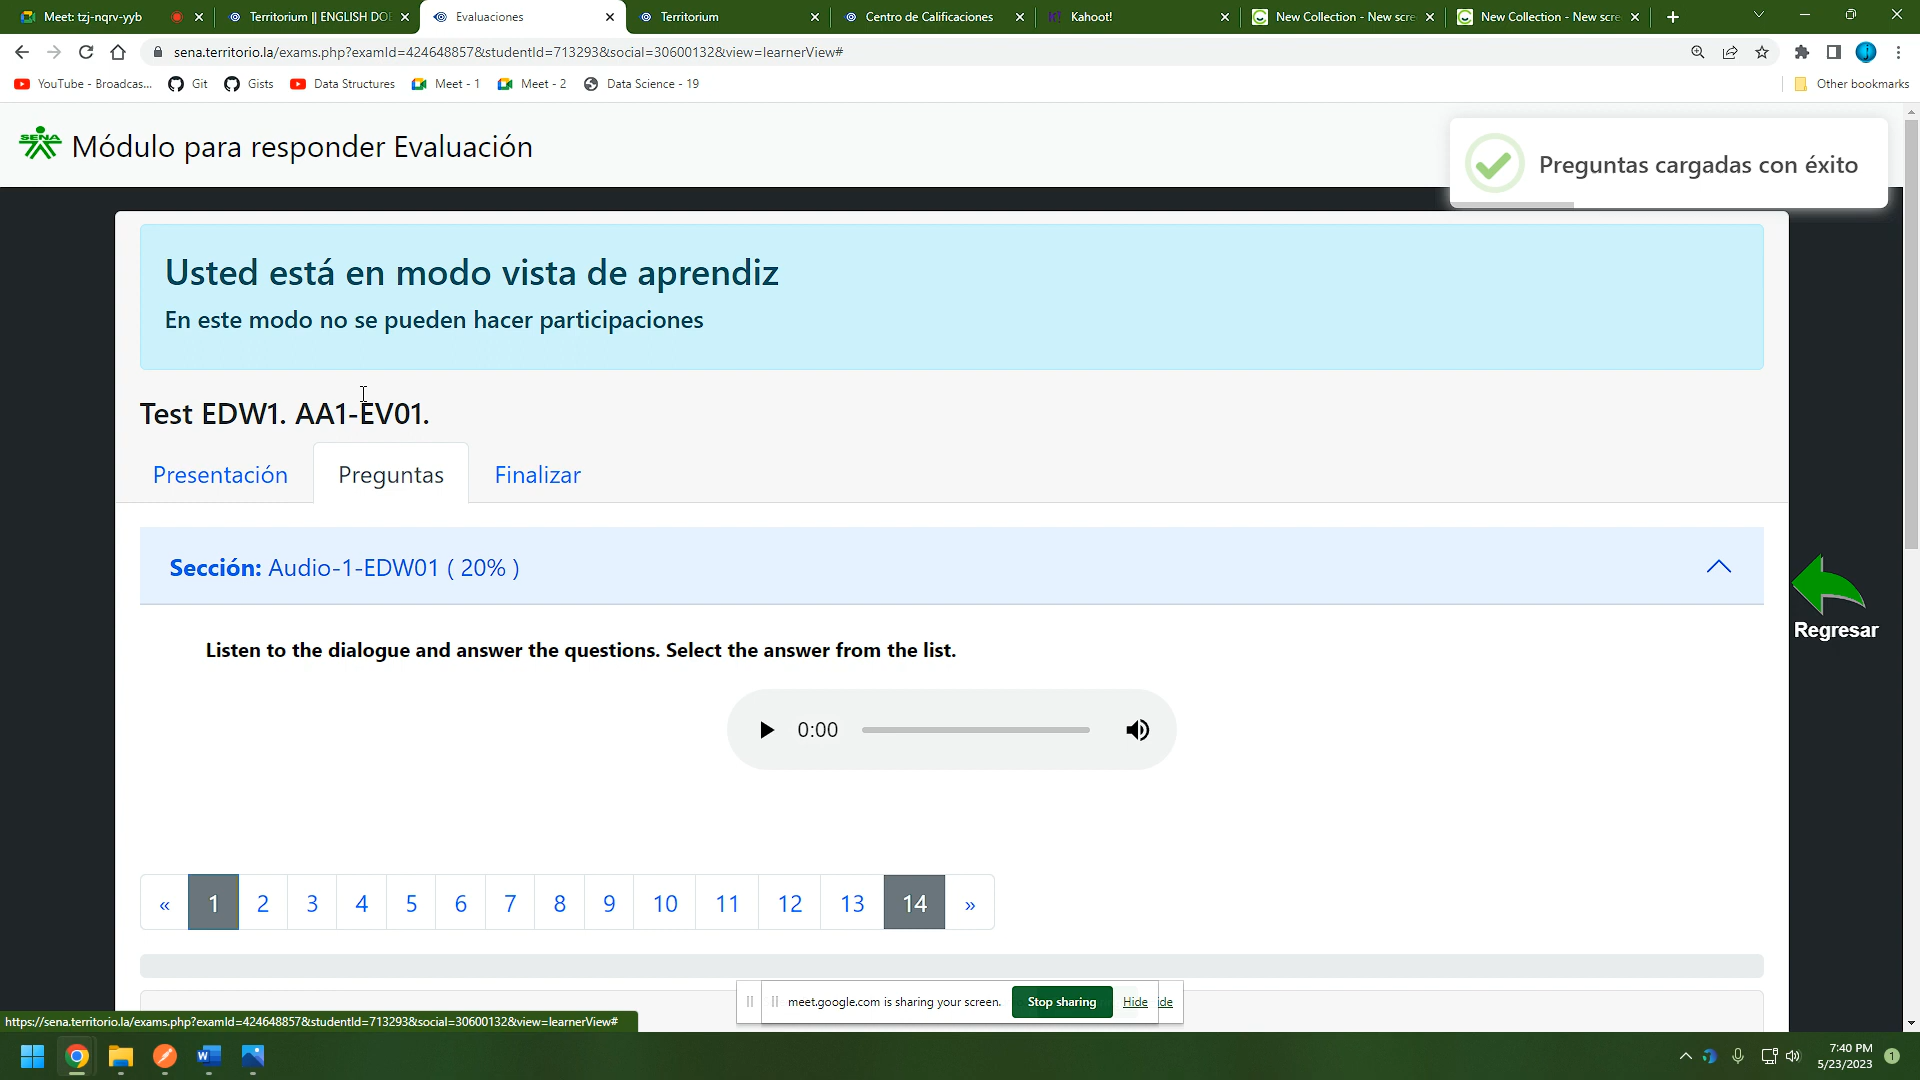 Meet: tzj-nqrv-yyb
Territorium || ENGLISH DO
Evaluaciones
Territorium
Centro de Calificaciones
Kahoot!
New Collection - New scre
New Collection - New scre
sena.territorio.la/exams.php?examId=424648857&studentId=713293&social=30600132&view=learnerView#
YouTube - Broadcas...
Git
Gists
Data Structures
Meet - 1
Meet - 2
Data Science - 19
Other bookmarks
SENA
Módulo para responder Evaluación
Preguntas cargadas con éxito
Usted está en modo vista de aprendiz
En este modo no se pueden hacer participaciones
Test EDW1. AA1-EV01.
Presentación
Preguntas
Finalizar
Sección: Audio-1-EDW01 ( 20% )
Regresar
Listen to the dialogue and answer the questions. Select the answer from the list.
0:00
« 1 2 3 4 5 6 7 8 9 10 11 12 13 14 »
meet.google.com is sharing your screen.
Stop sharing
Hide
ide
https://sena.territorio.la/exams.php?examId=424648857&studentId=713293&social=30600132&view=learnerView#
7:40 PM
5/23/2023
1